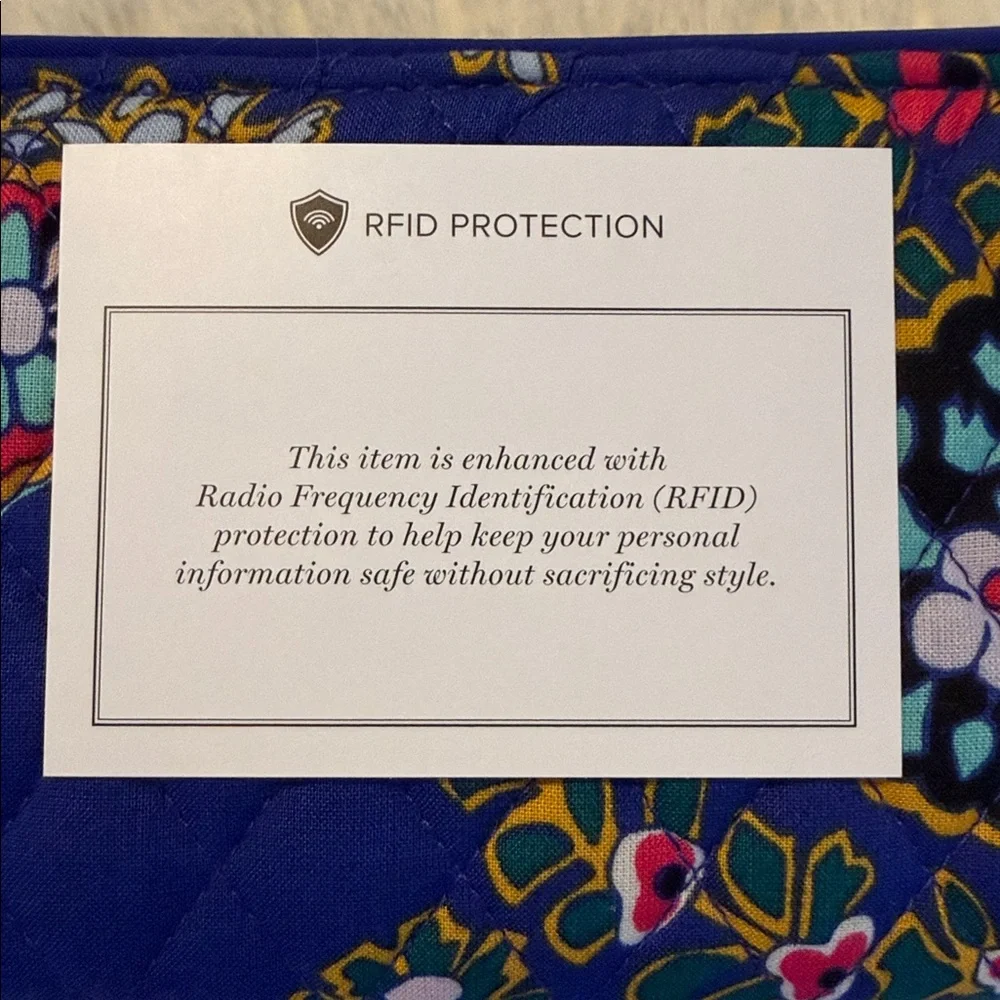 RFID PROTECTION
This item is enhanced with
Radio Frequency Identification (RFID)
protection to help keep your personal
information safe without sacrificing style.